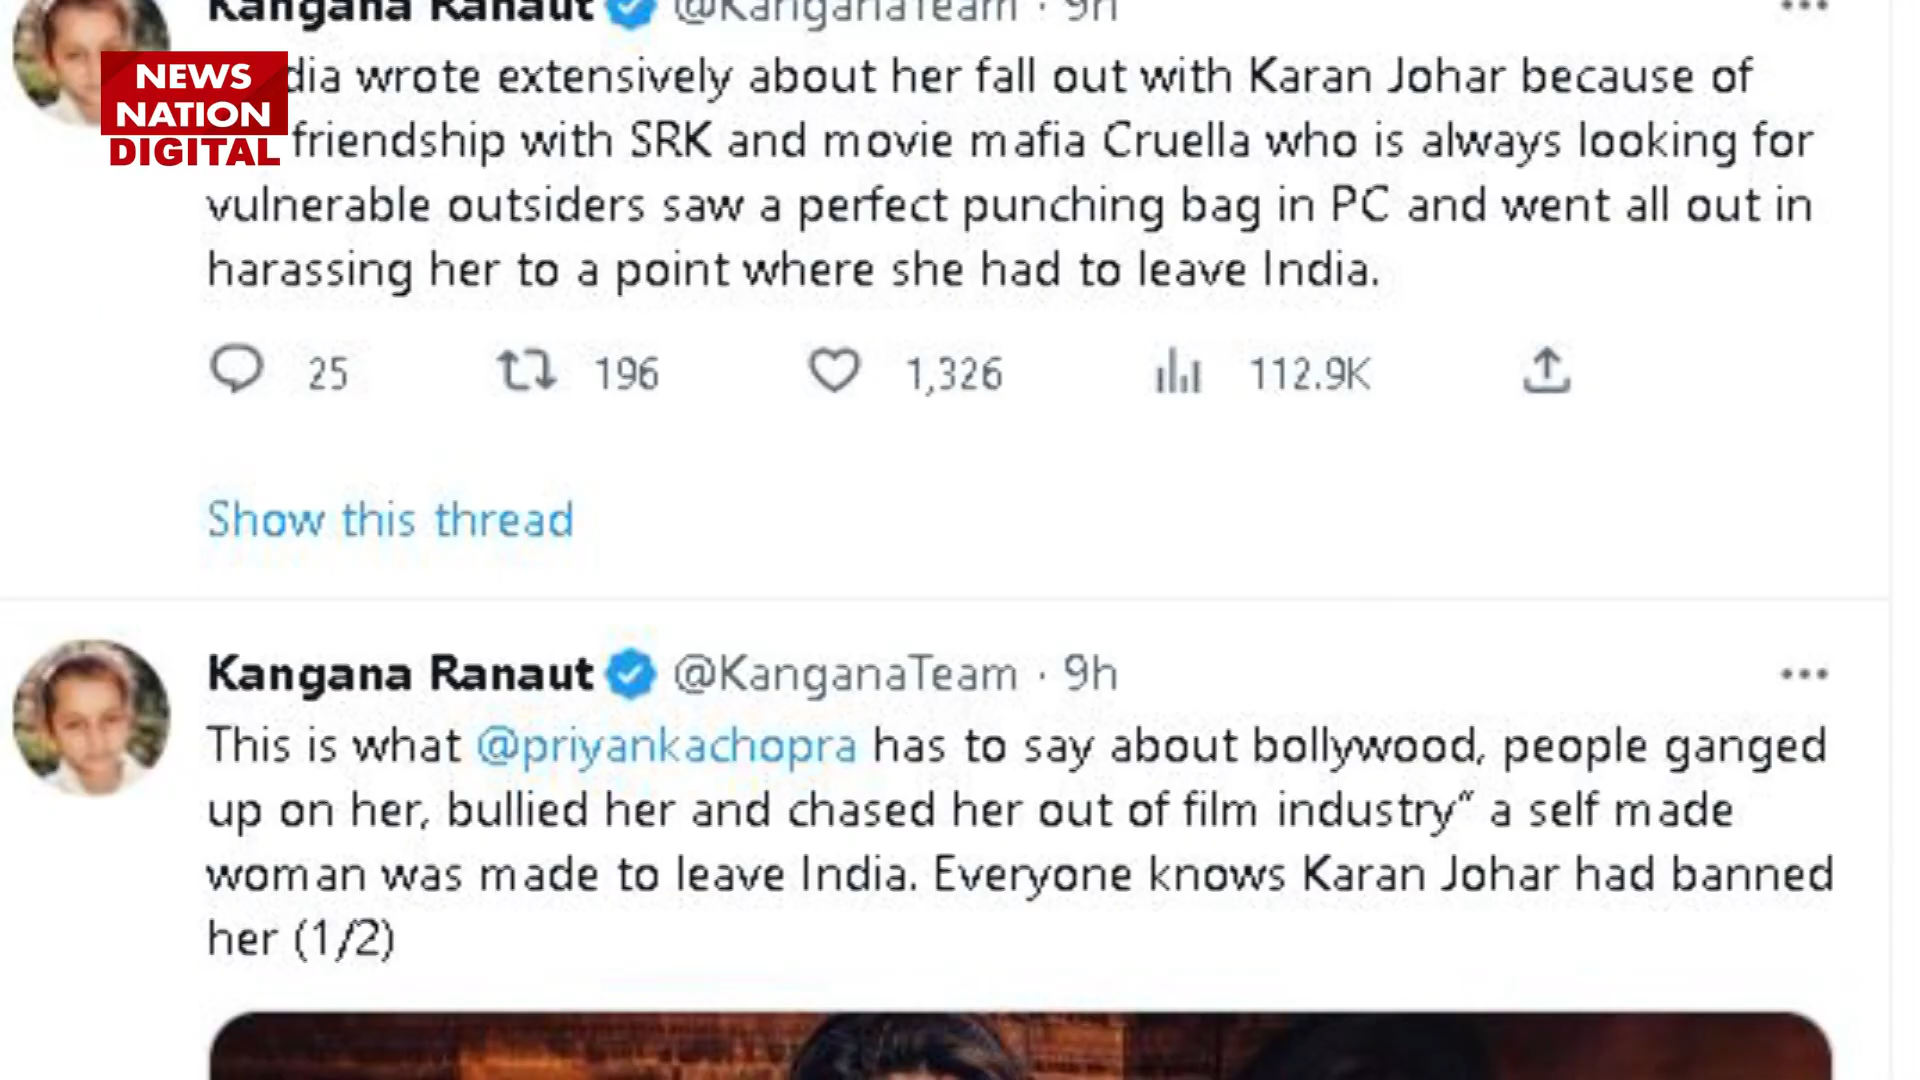 Kangana Ranaut @KanganaTeam · 9h
NEWS
NATION
DIGITAL
dia wrote extensively about her fall out with Karan Johar because of
friendship with SRK and movie mafia Cruella who is always looking for
vulnerable outsiders saw a perfect punching bag in PC and went all out in
harassing her to a point where she had to leave India.
25 196 1,326 112.9K
Show this thread
Kangana Ranaut @KanganaTeam · 9h
This is what @priyankachopra has to say about bollywood, people ganged
up on her, bullied her and chased her out of film industry“ a self made
woman was made to leave India. Everyone knows Karan Johar had banned
her (1/2)